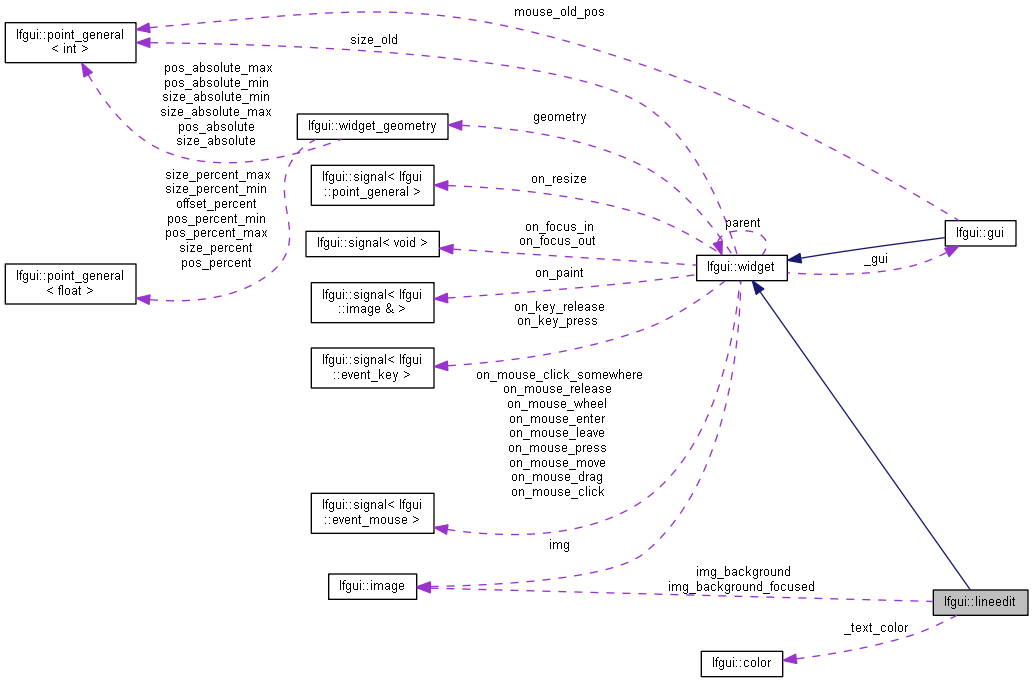 mouse_old_pos
lfgui::point_general
< int >
size_old
pos_absolute_max
pos_absolute_min
size_absolute_min
size_absolute_max
pos_absolute
size_absolute
lfgui::widget_geometry
geometry
size_percent_max
size_percent_min
offset_percent
pos_percent_min
pos_percent_max
size_percent
pos_percent
lfgui::signal< lfgui
::point_general >
on_resize
on_focus_in
on_focus_out
lfgui::signal< void >
parent
lfgui::gui
_gui
lfgui::widget
lfgui::point_general
< float >
on_paint
lfgui::signal< lfgui
::image & >
on_key_release
on_key_press
lfgui::signal< lfgui
::event_key >
on_mouse_click_somewhere
on_mouse_release
on_mouse_wheel
on_mouse_enter
on_mouse_leave
on_mouse_press
on_mouse_move
on_mouse_drag
on_mouse_click
lfgui::signal< lfgui
::event_mouse >
img
lfgui::image
img_background
img_background_focused
lfgui::lineedit
_text_color
lfgui::color